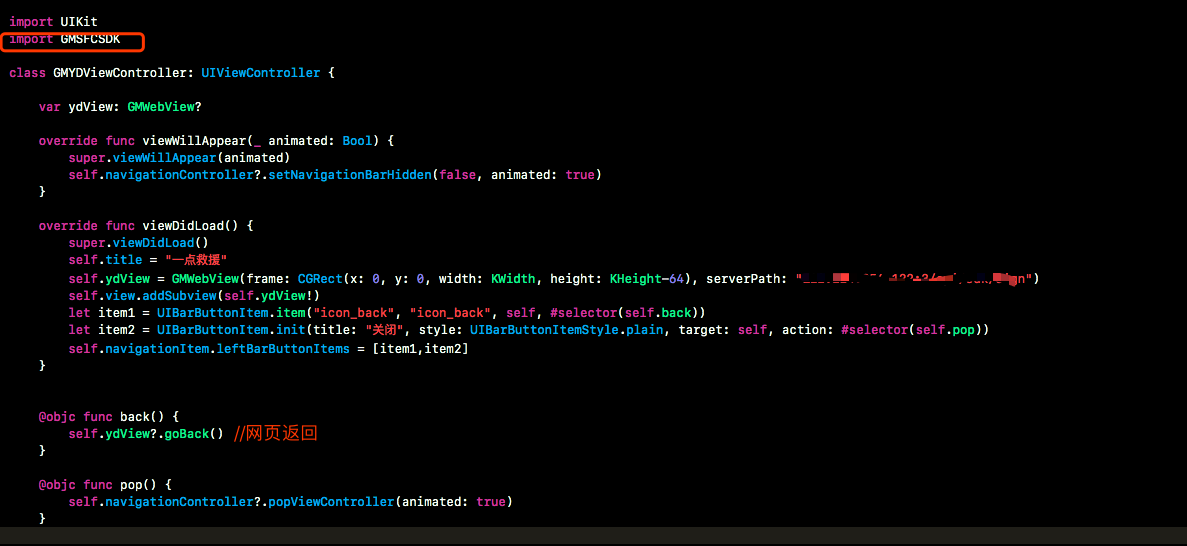 import UIKit
import GMSFCSDK
class GMYDViewController: UIViewController {
var ydView: GMWebView?
override func viewWillAppear(_ animated: Bool) {
super.viewWillAppear(animated)
self.navigationController?.setNavigationBarHidden(false, animated: true)
}
override func viewDidLoad() {
super.viewDidLoad()
self.title = "一点救援"
self.ydView = GMWebView(frame: CGRect(x: 0, y: 0, width: KWidth, height: KHeight-64), serverPath: "")
self.view.addSubview(self.ydView!)
let item1 = UIBarButtonItem.item("icon_back", "icon_back", self, #selector(self.back))
let item2 = UIBarButtonItem.init(title: "关闭", style: UIBarButtonItemStyle.plain, target: self, action: #selector(self.pop))
self.navigationItem.leftBarButtonItems = [item1,item2]
}
@objc func back() {
self.ydView?.goBack() //网页返回
}
@objc func pop() {
self.navigationController?.popViewController(animated: true)
}